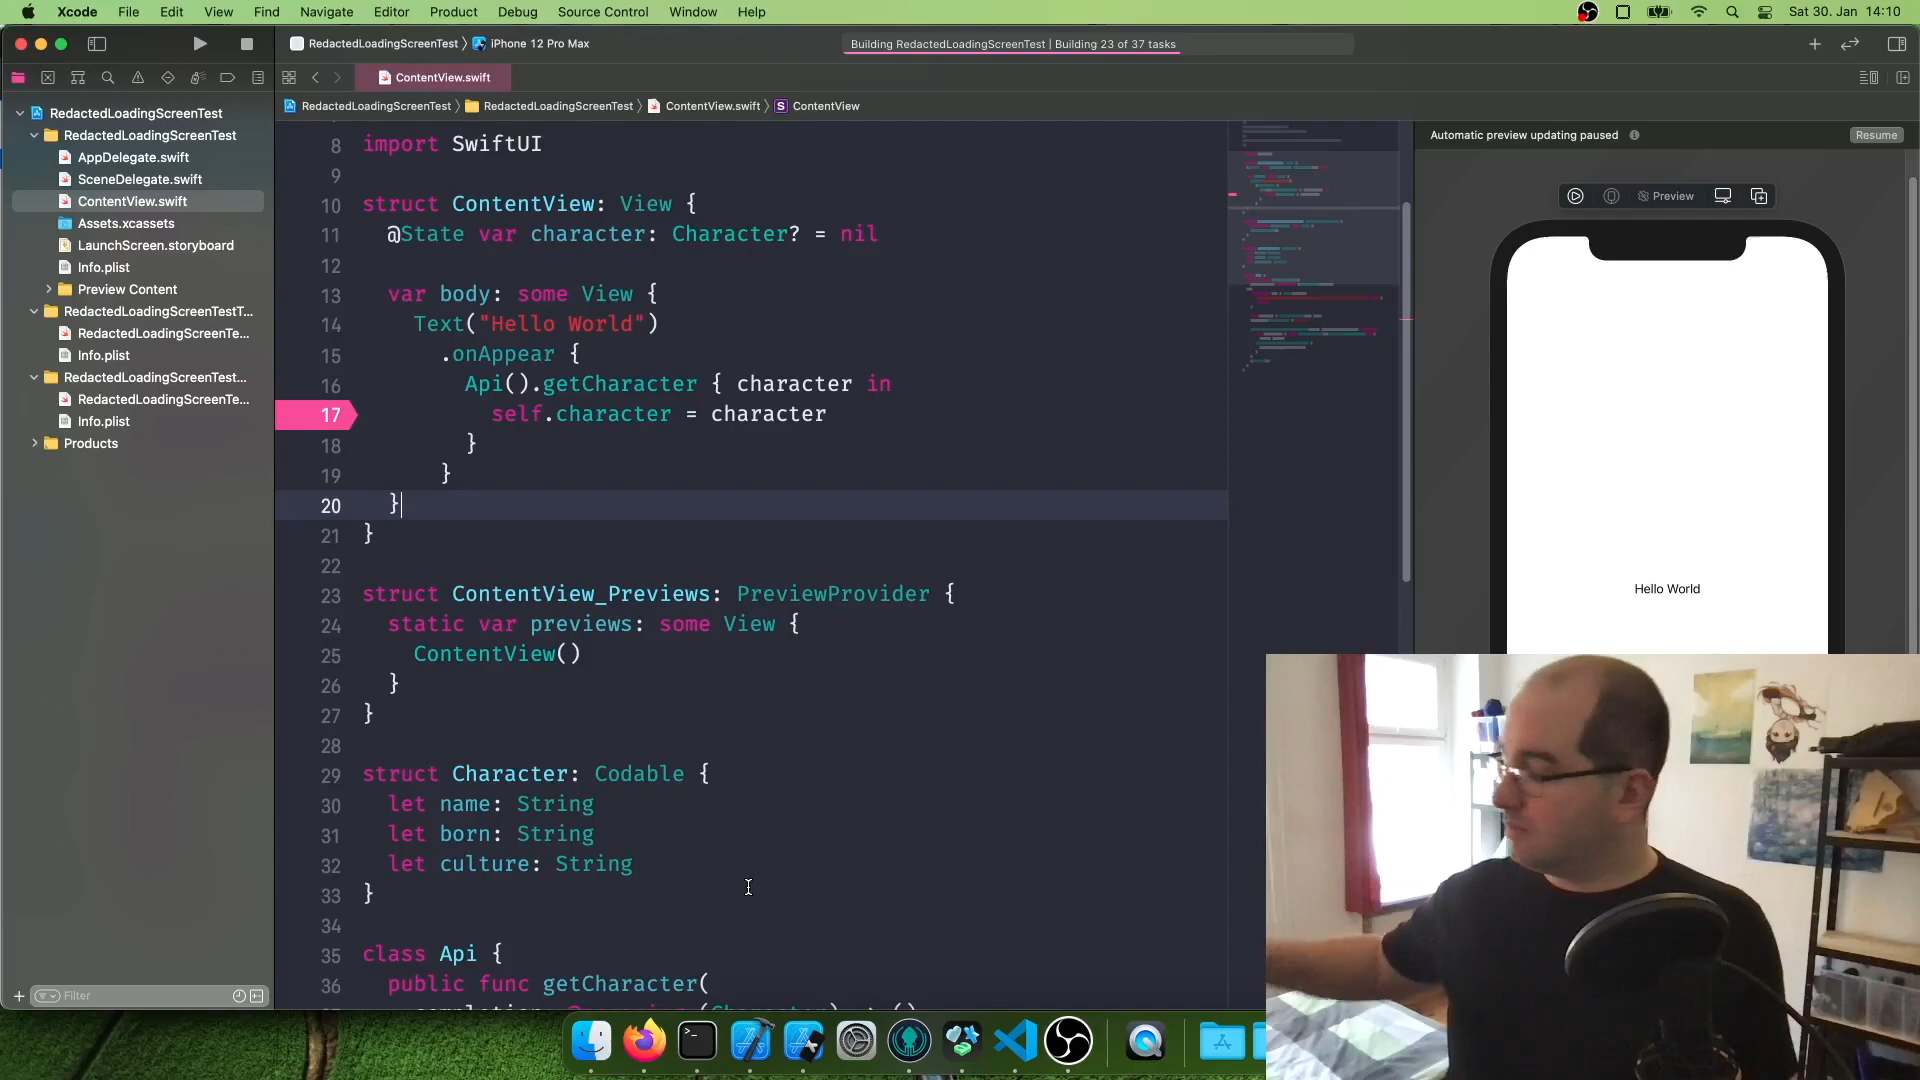 Xcode File Edit View Find Navigate Editor Product Debug Source Control Window Help Sat 30. Jan 14:10
RedactedLoadingScreenTest iPhone 12 Pro Max Building RedactedLoadingScreenTest | Building 23 of 37 tasks
ContentView.swift
RedactedLoadingScreenTest RedactedLoadingScreenTest ContentView.swift S ContentView
RedactedLoadingScreenTest
RedactedLoadingScreenTest
AppDelegate.swift
SceneDelegate.swift
ContentView.swift
Assets.xcassets
LaunchScreen.storyboard
Info.plist
Preview Content
RedactedLoadingScreenTestT...
RedactedLoadingScreenTe...
Info.plist
RedactedLoadingScreenTest...
RedactedLoadingScreenTe...
Info.plist
Products
Filter
8 import SwiftUI
9
10 struct ContentView: View {
11 @State var character: Character? = nil
12
13 var body: some View {
14 Text("Hello World")
15 .onAppear {
16 Api().getCharacter { character in
17 self.character = character
18 }
19 }
20 }
21 }
22
23 struct ContentView_Previews: PreviewProvider {
24 static var previews: some View {
25 ContentView()
26 }
27 }
28
29 struct Character: Codable {
30 let name: String
31 let born: String
32 let culture: String
33 }
34
35 class Api {
36 public func getCharacter(
Automatic preview updating paused Resume
Preview
Hello World